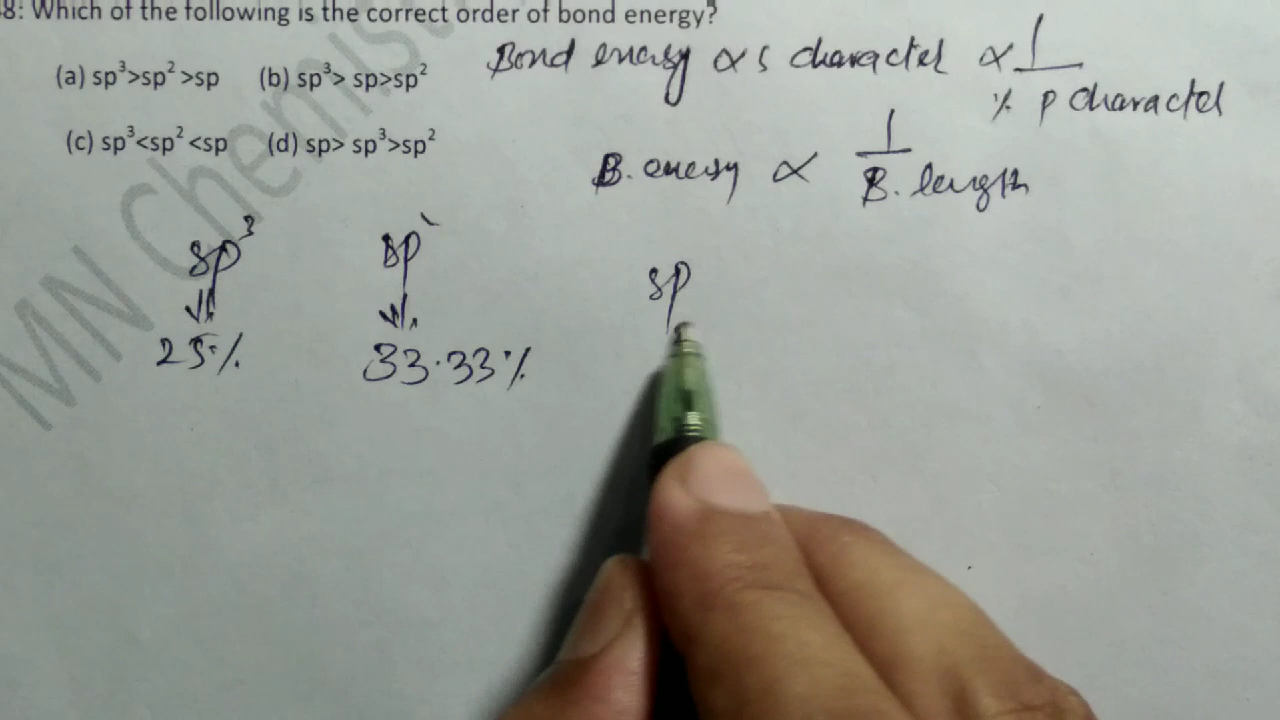 8: Which of the following is the correct order of bond energy?
(a) sp³>sp²>sp (b) sp³> sp>sp²
(c) sp³<sp²<sp (d) sp> sp³>sp²
Bond energy ∝ s character ∝ 1/% p character
B. energy ∝ 1/B. length
sp³ sp² sp
25% 33.33%
MN Chemist